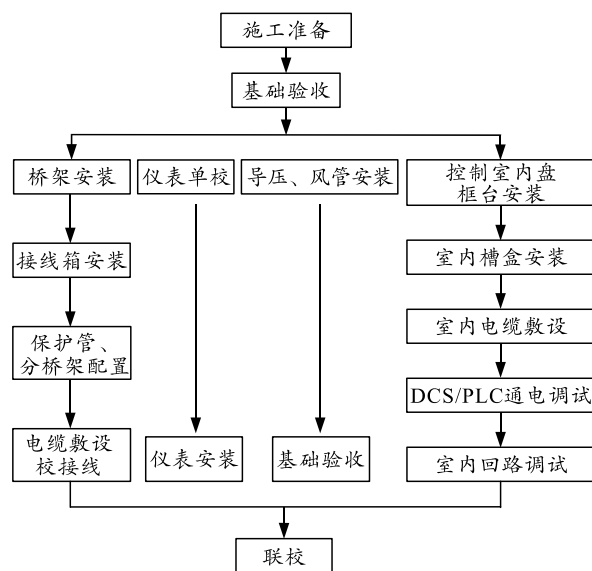 施工准备
基础验收
桥架安装
仪表单校
导压、风管安装
控制室内盘
框台安装
接线箱安装
室内槽盒安装
保护管、
分桥架配置
室内电缆敷设
DCS/PLC通电调试
电缆敷设
校接线
仪表安装
基础验收
室内回路调试
联校